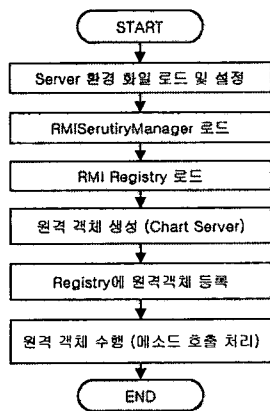 START
Server 환경 화일 로드 및 설정
RMISerutiryManager 로드
RMI Registry 로드
원격 객체 생성 (Chart Server)
Registry에 원격객체 등록
원격 객체 수행 (메소드 호출 처리)
END